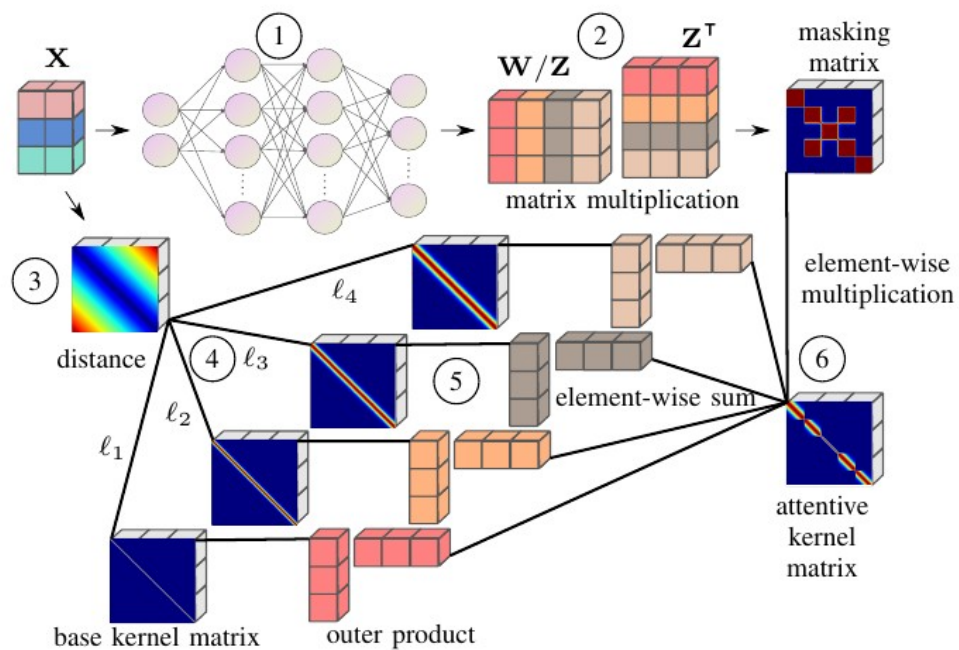 1
2
X
W/Z
Z⊤
masking
matrix
matrix multiplication
3
distance
ℓ4
element-wise
multiplication
4
ℓ3
5
6
element-wise sum
ℓ2
ℓ1
attentive
kernel
matrix
base kernel matrix
outer product